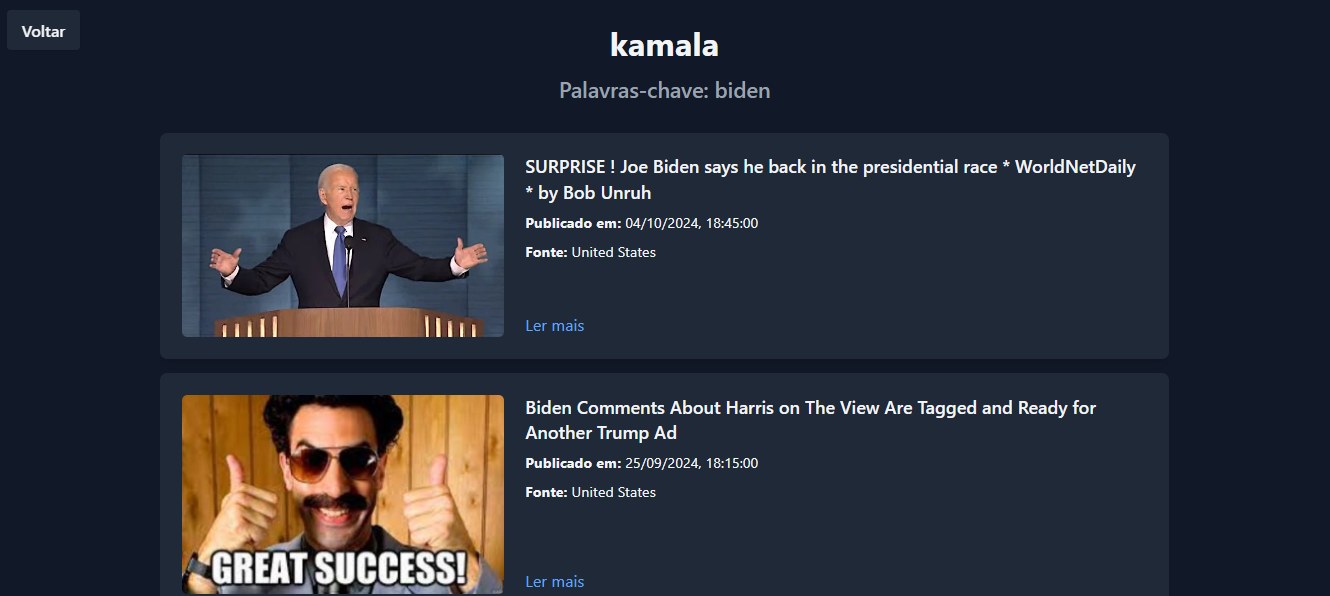 Voltar
kamala
Palavras-chave: biden
SURPRISE ! Joe Biden says he back in the presidential race * WorldNetDaily
* by Bob Unruh
Publicado em: 04/10/2024, 18:45:00
Fonte: United States
Ler mais
Biden Comments About Harris on The View Are Tagged and Ready for
Another Trump Ad
Publicado em: 25/09/2024, 18:15:00
Fonte: United States
GREAT SUCCESS!
Ler mais